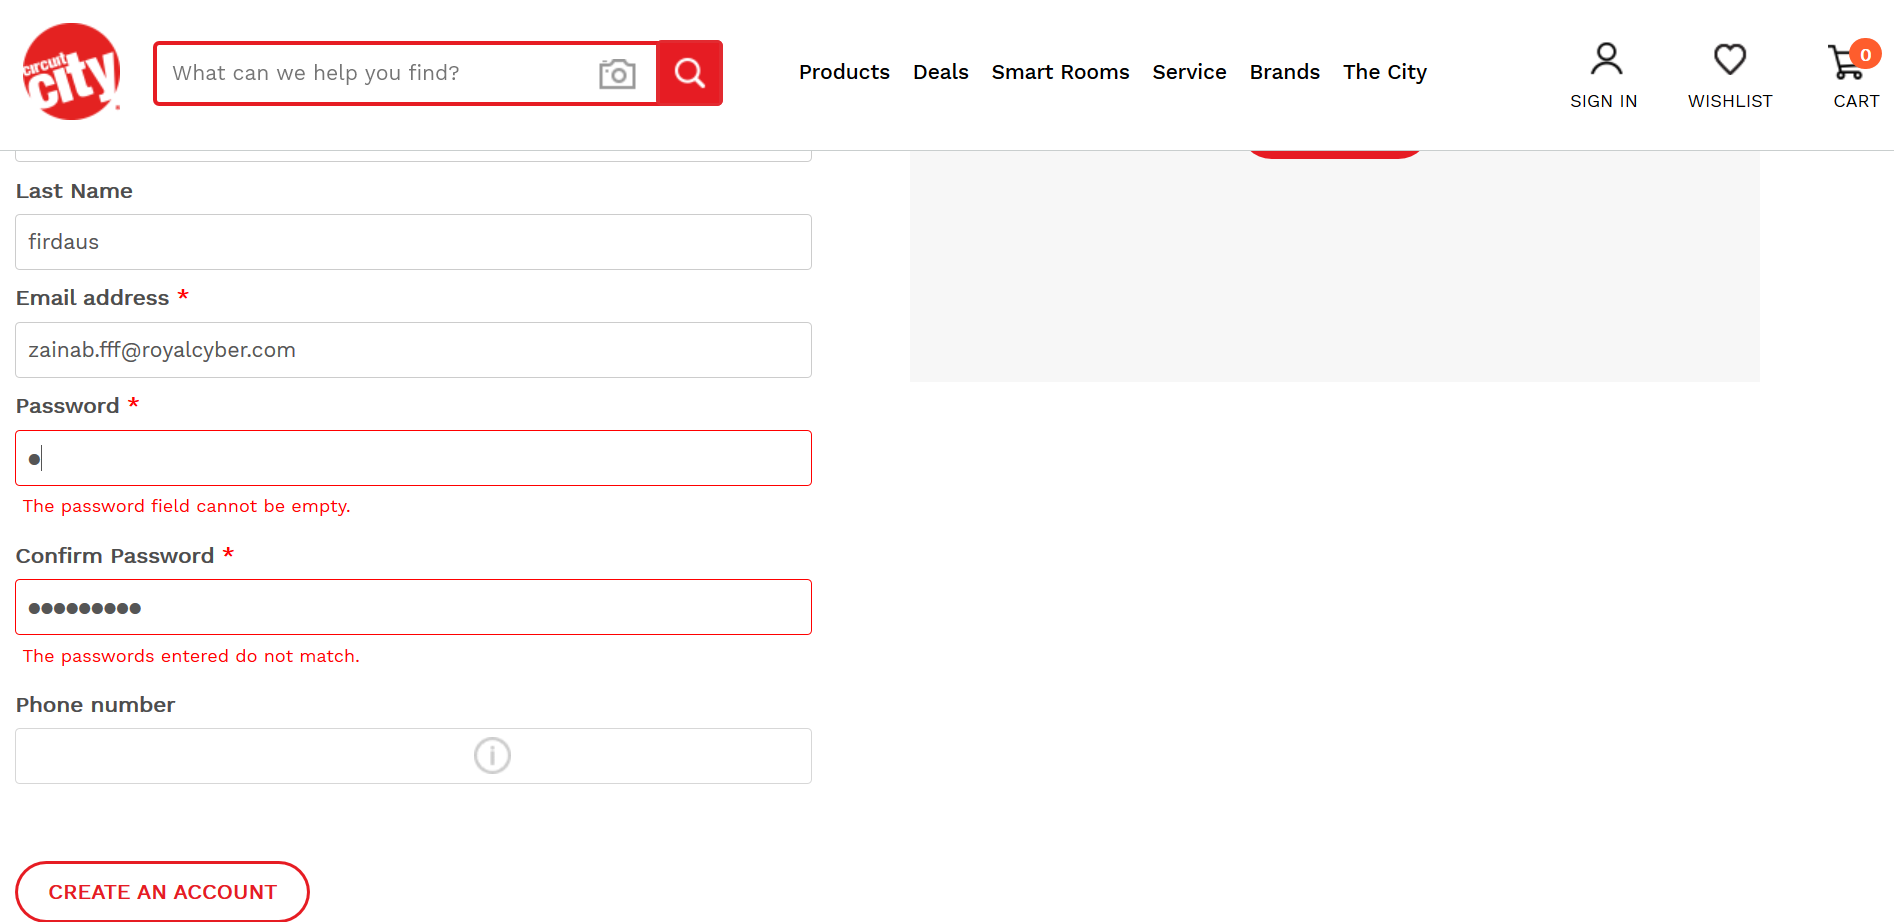 circuit
city
What can we help you find?
Products Deals Smart Rooms Service Brands The City
SIGN IN
WISHLIST
0
CART
Last Name
firdaus
Email address *
zainab.fff@royalcyber.com
Password *
The password field cannot be empty.
Confirm Password *
The passwords entered do not match.
Phone number
CREATE AN ACCOUNT